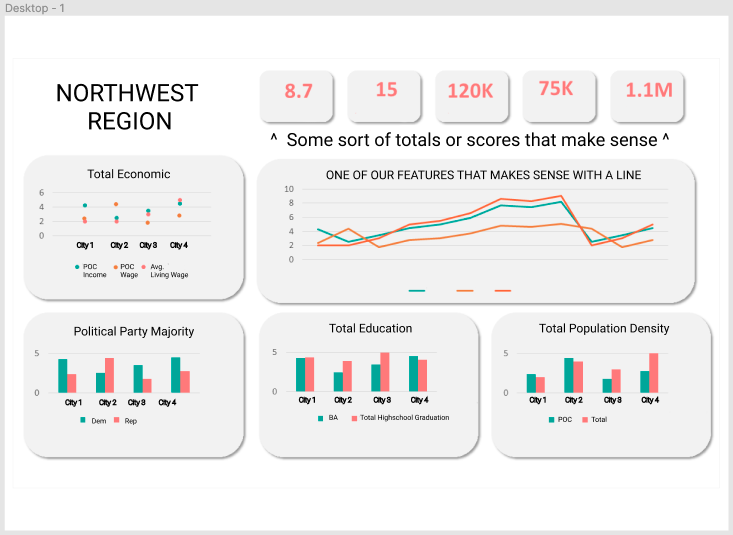 Desktop - 1
NORTHWEST
REGION
8.7
15
120K
75K
1.1M
^ Some sort of totals or scores that make sense ^
Total Economic
6
4
2
0
City 1 City 2 City 3 City 4
POC Income
POC Wage
Avg. Living Wage
ONE OF OUR FEATURES THAT MAKES SENSE WITH A LINE
10
8
6
4
2
0
Political Party Majority
5
0
City 1 City 2 City 3 City 4
Dem Rep
Total Education
5
0
City 1 City 2 City 3 City 4
BA Total Highschool Graduation
Total Population Density
5
0
City 1 City 2 City 3 City 4
POC Total